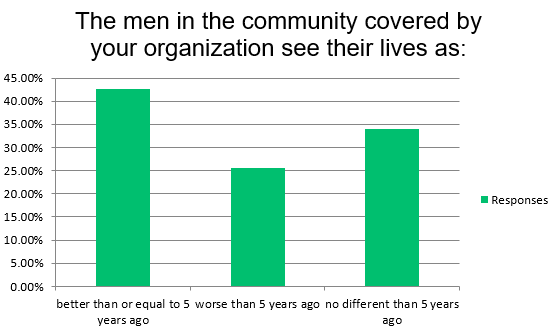 The men in the community covered by
your organization see their lives as:
45.00%
40.00%
35.00%
30.00%
25.00%
20.00%
15.00%
10.00%
5.00%
0.00%
Responses
better than or equal to 5
years ago
worse than 5 years ago
no different than 5 years
ago